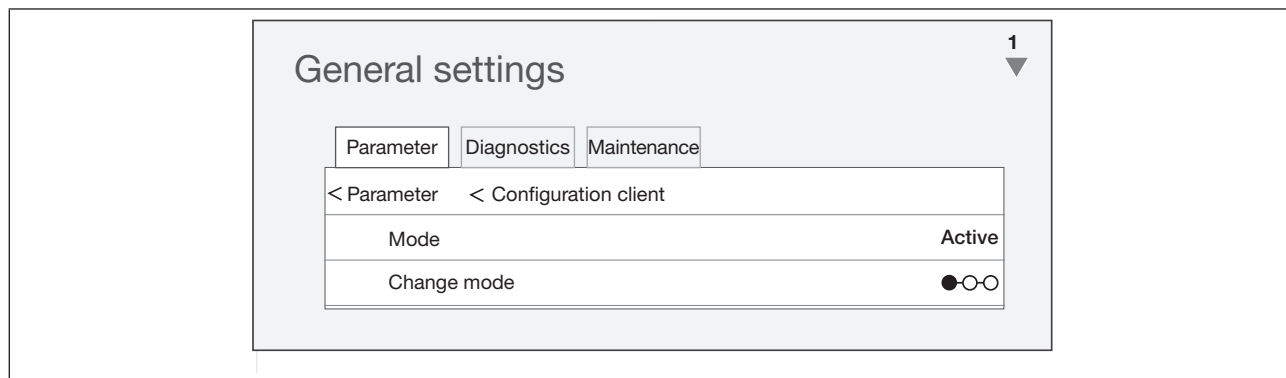 1
General settings
Parameter Diagnostics Maintenance
< Parameter < Configuration client
Mode Active
Change mode